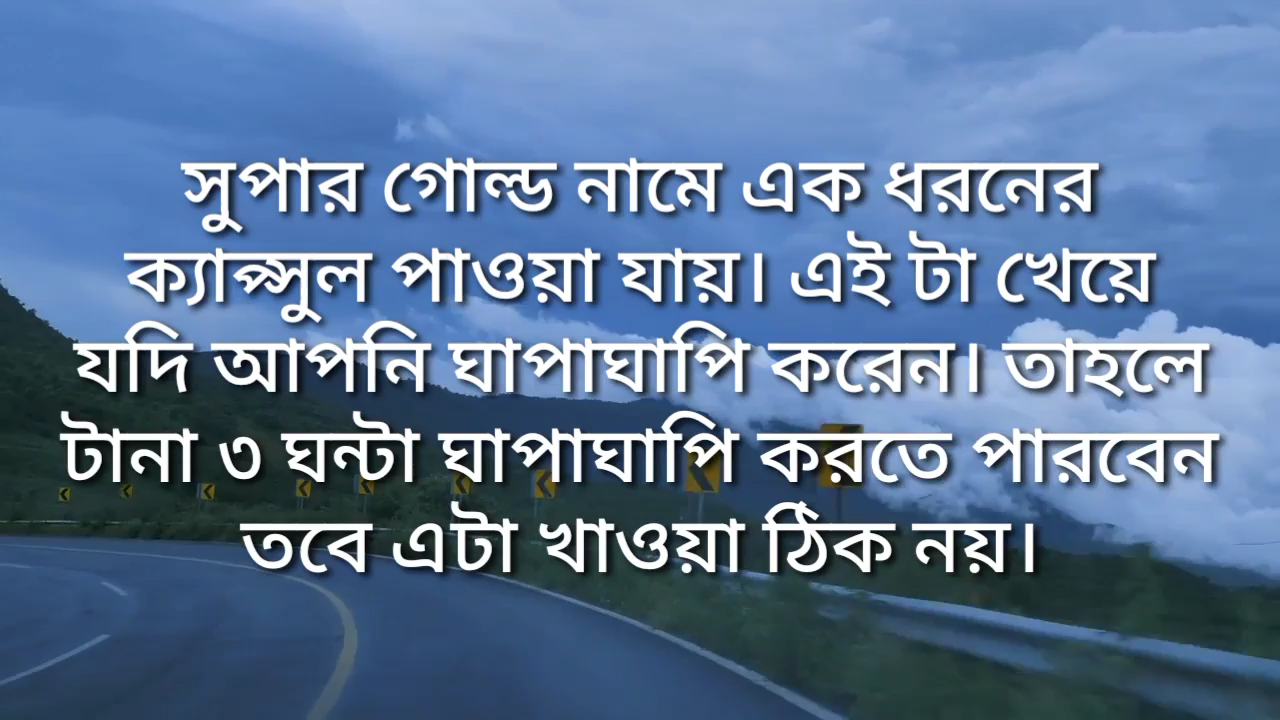 সুপার গোল্ড নামে এক ধরনের
ক্যাপ্সুল পাওয়া যায়। এই টা খেয়ে
যদি আপনি ঘাপাঘাপি করেন। তাহলে
টানা ৩ ঘন্টা ঘাপাঘাপি করতে পারবেন
তবে এটা খাওয়া ঠিক নয়।